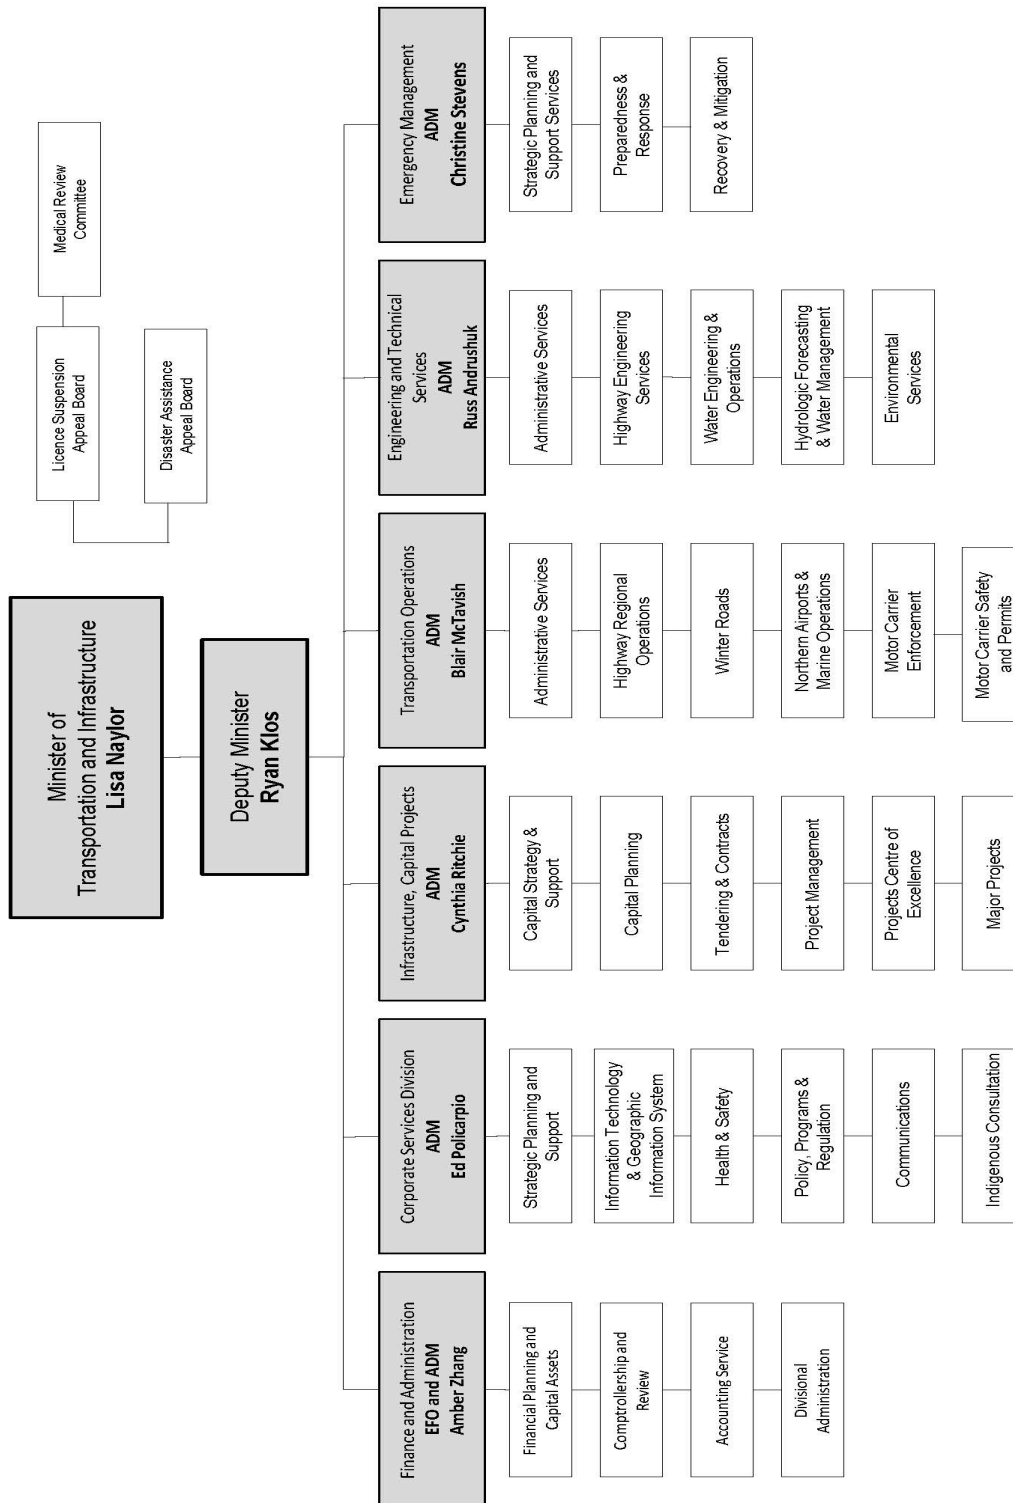 Minister of
Transportation and Infrastructure
Lisa Naylor
Deputy Minister
Ryan Klos
Licence Suspension
Appeal Board
Medical Review
Committee
Disaster Assistance
Appeal Board
Finance and Administration
EFO and ADM
Amber Zhang
Financial Planning and
Capital Assets
Comptrollership and
Review
Accounting Service
Divisional
Administration
Corporate Services Division
ADM
Ed Policarpio
Strategic Planning and
Support
Information Technology
& Geographic
Information System
Health & Safety
Policy, Programs &
Regulation
Communications
Indigenous Consultation
Infrastructure, Capital Projects
ADM
Cynthia Ritchie
Capital Strategy &
Support
Capital Planning
Tendering & Contracts
Project Management
Projects Centre of
Excellence
Major Projects
Transportation Operations
ADM
Blair McTavish
Administrative Services
Highway Regional
Operations
Winter Roads
Northern Airports &
Marine Operations
Motor Carrier
Enforcement
Motor Carrier Safety
and Permits
Engineering and Technical
Services
ADM
Russ Andrushuk
Administrative Services
Highway Engineering
Services
Water Engineering &
Operations
Hydrologic Forecasting
& Water Management
Environmental
Services
Emergency Management
ADM
Christine Stevens
Strategic Planning and
Support Services
Preparedness &
Response
Recovery & Mitigation